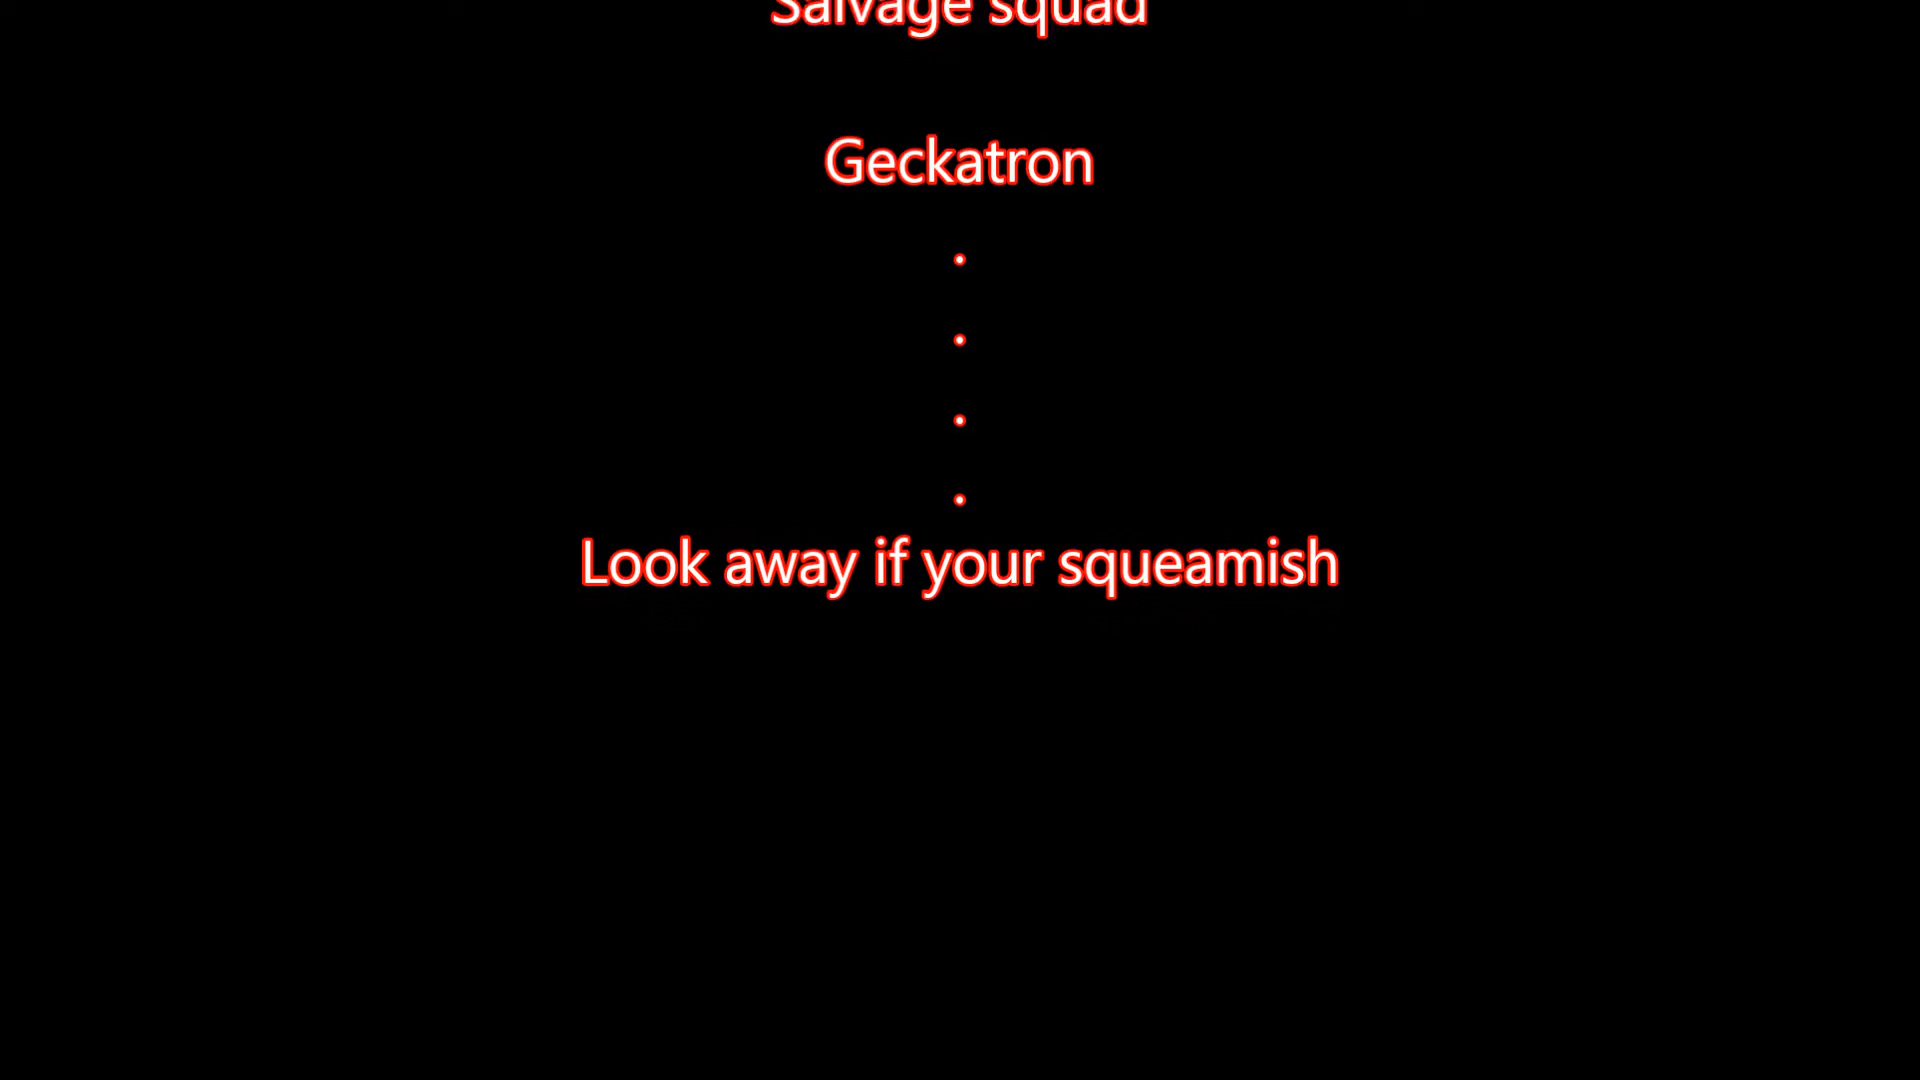 Salvage squad
Geckatron
.
.
.
.
Look away if your squeamish